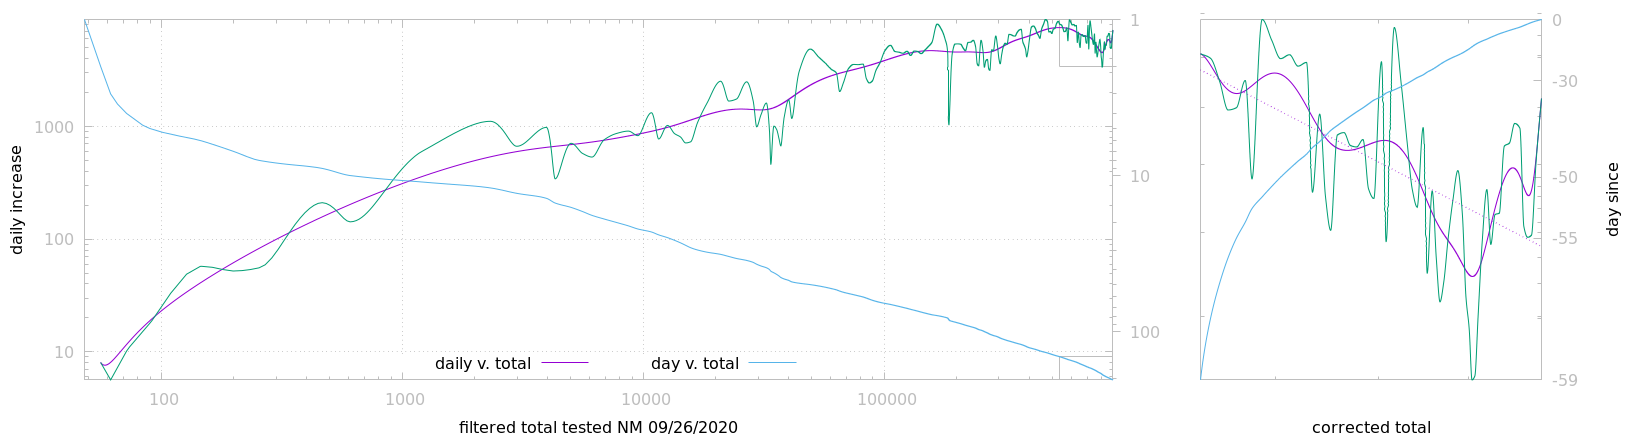 daily increase
1000
100
10
100
1000
10000
100000
1
10
100
daily v. total
day v. total
filtered total tested NM 09/26/2020
0
-30
-50
-55
-59
day since
corrected total